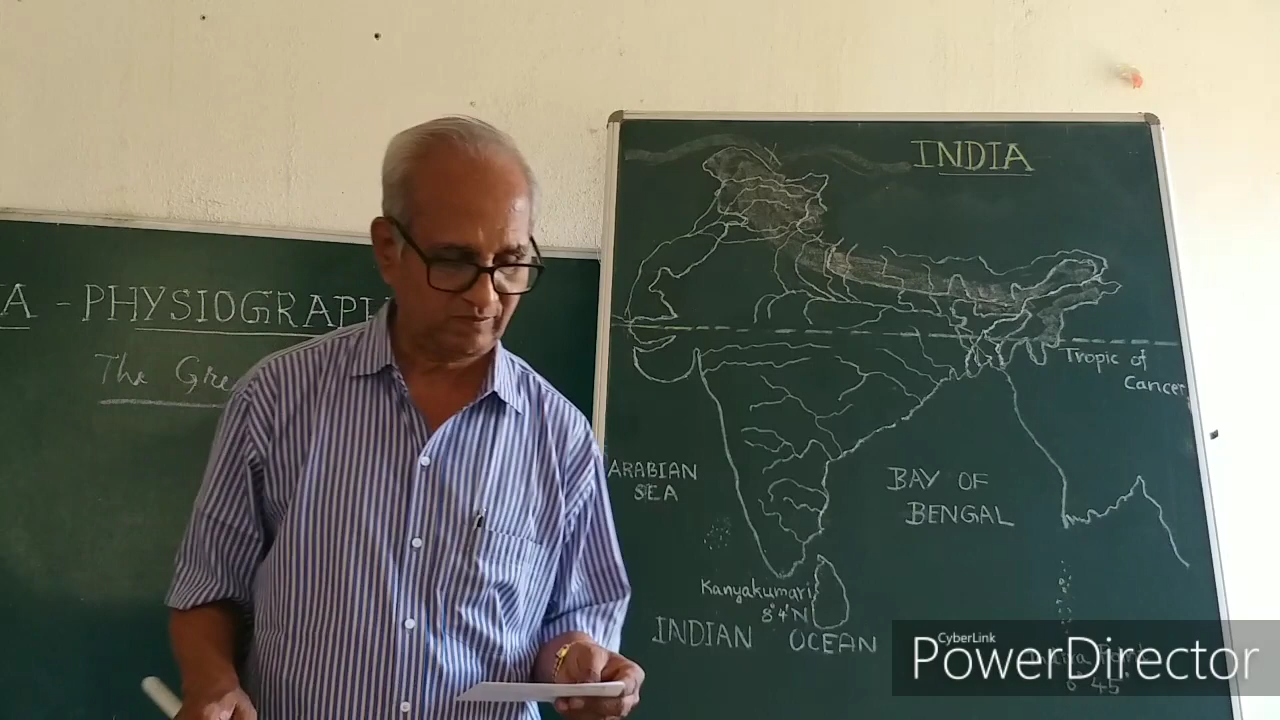 INDIA
A - PHYSIOGRAPH
The Gre
Tropic of
Cancer
ARABIAN
SEA
BAY OF
BENGAL
Kanyakumari
8°4'N
INDIAN OCEAN
CyberLink
PowerDirector
45'